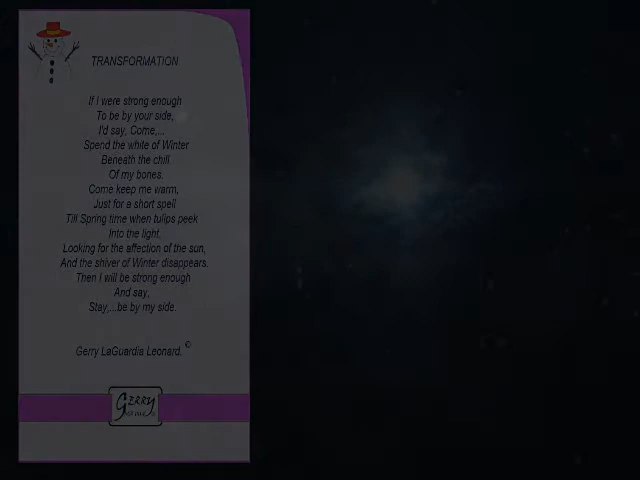 TRANSFORMATION
If I were strong enough
To be by your side,
I'd say, Come,...
Spend the white of Winter
Beneath the chill
Of my bones.
Come keep me warm,
Just for a short spell
Till Spring time when tulips peek
Into the light,
Looking for the affection of the sun,
And the shiver of Winter disappears.
Then I will be strong enough
And say,
Stay,...be by my side.
Gerry LaGuardia Leonard. ©
GERRY